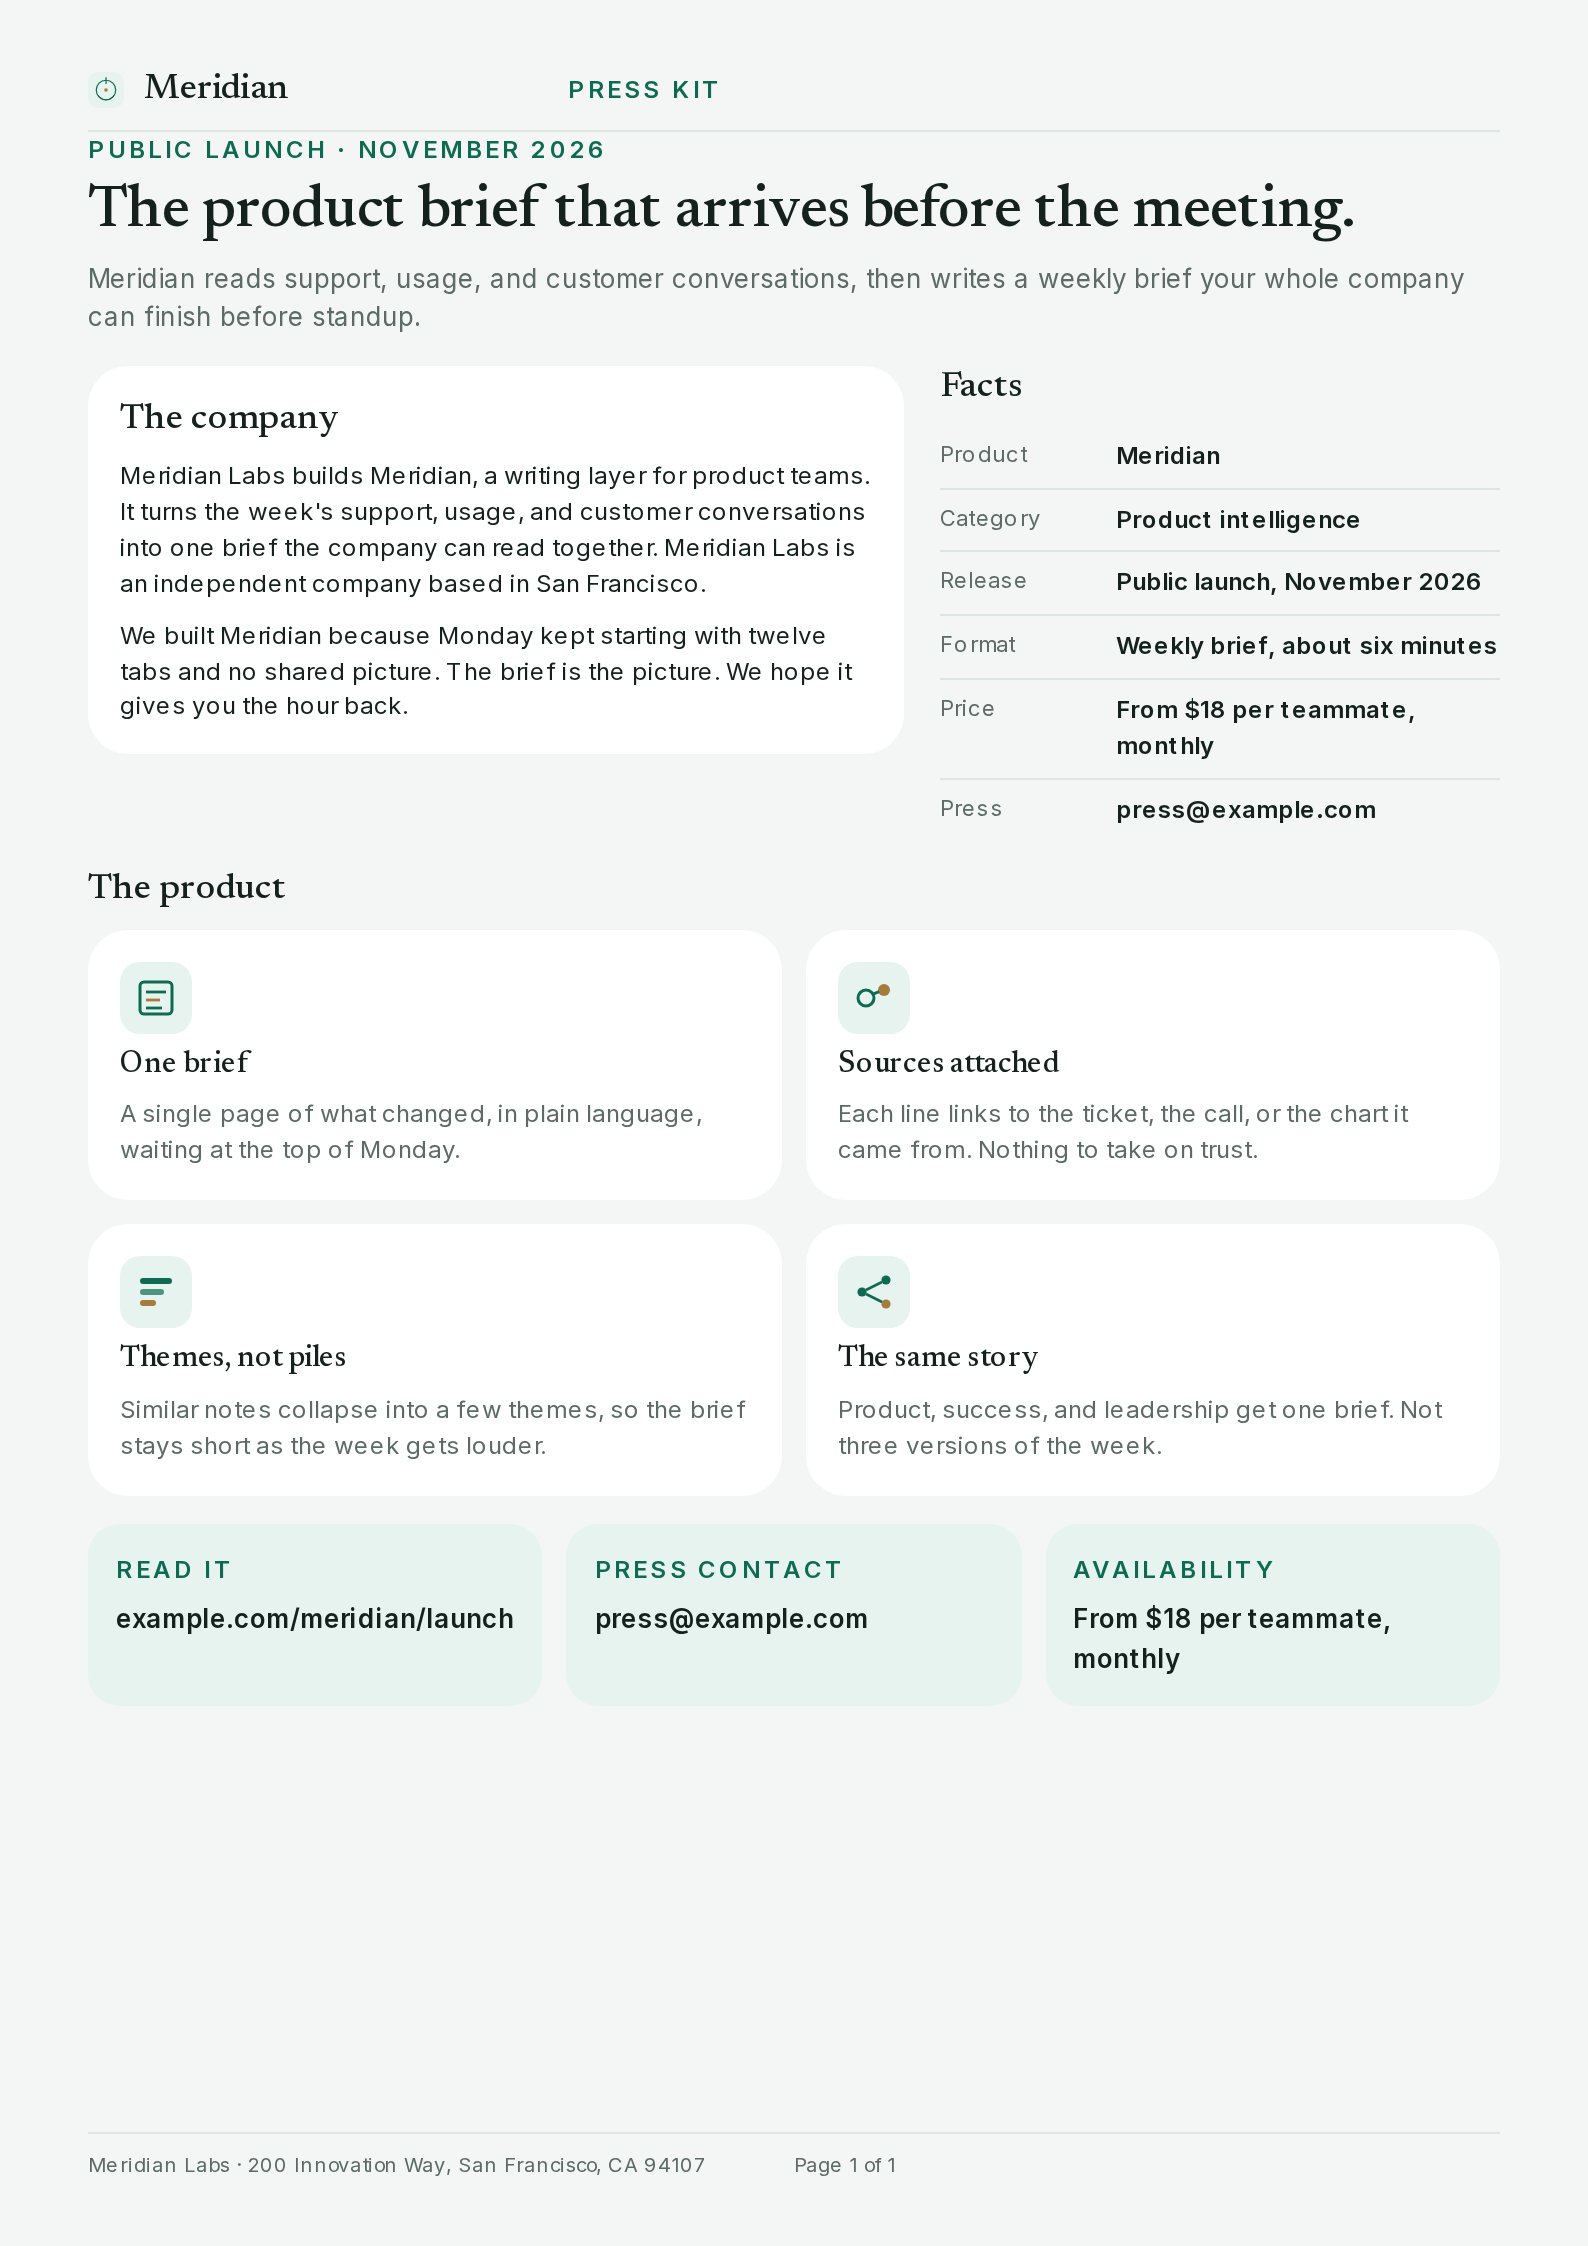 Meridian
PRESS KIT
PUBLIC LAUNCH · NOVEMBER 2026
The product brief that arrives before the meeting.
Meridian reads support, usage, and customer conversations, then writes a weekly brief your whole company
can finish before standup.
The company
Meridian Labs builds Meridian, a writing layer for product teams.
It turns the week's support, usage, and customer conversations
into one brief the company can read together. Meridian Labs is
an independent company based in San Francisco.
We built Meridian because Monday kept starting with twelve
tabs and no shared picture. The brief is the picture. We hope it
gives you the hour back.
Facts
Product Meridian
Category Product intelligence
Release Public launch, November 2026
Format Weekly brief, about six minutes
Price From $18 per teammate,
monthly
Press press@example.com
The product
One brief
A single page of what changed, in plain language,
waiting at the top of Monday.
Sources attached
Each line links to the ticket, the call, or the chart it
came from. Nothing to take on trust.
Themes, not piles
Similar notes collapse into a few themes, so the brief
stays short as the week gets louder.
The same story
Product, success, and leadership get one brief. Not
three versions of the week.
READ IT
example.com/meridian/launch
PRESS CONTACT
press@example.com
AVAILABILITY
From $18 per teammate,
monthly
Meridian Labs · 200 Innovation Way, San Francisco, CA 94107
Page 1 of 1